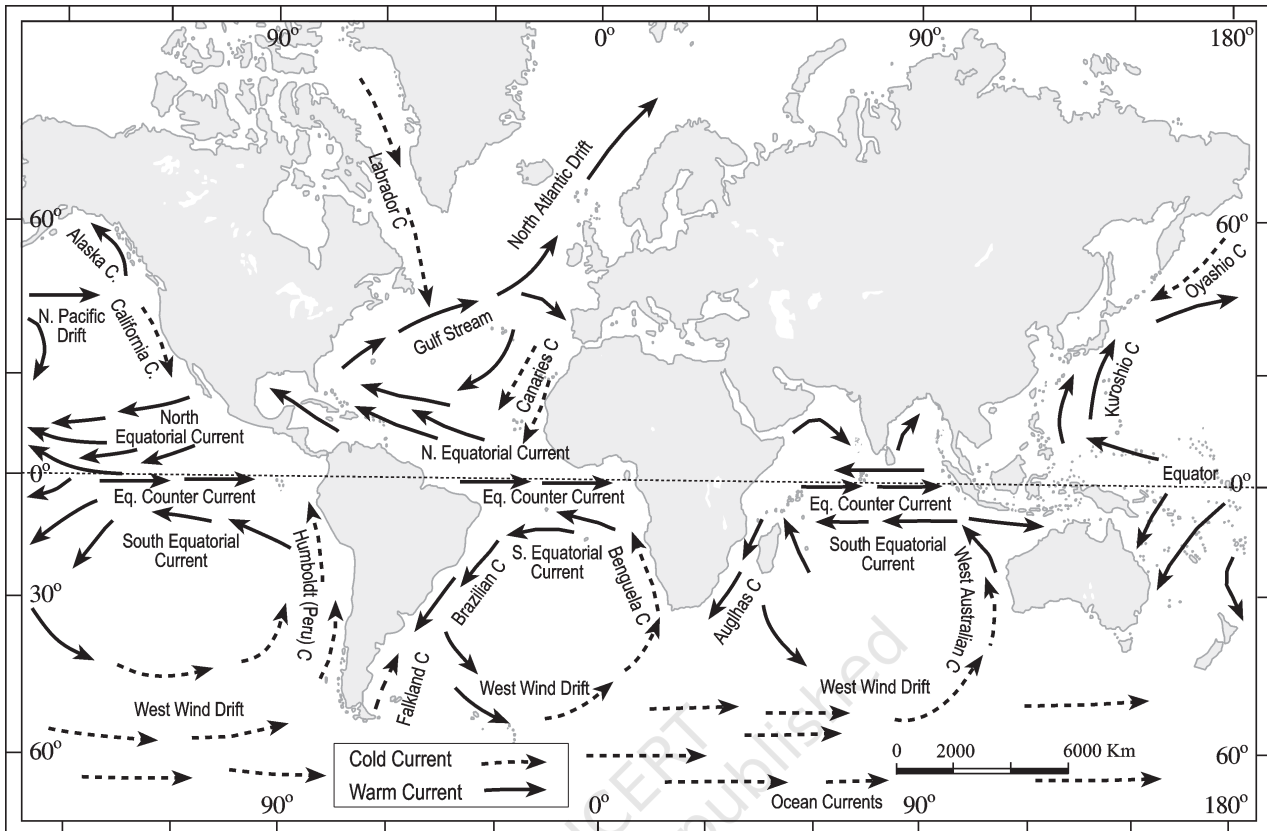 90º
0º
90º
180º
Labrador C
North Atlantic Drift
60º
60º
Alaska C.
Oyashio C
N. Pacific
Drift
California C.
Gulf Stream
Canaries C
Kuroshio C
North
Equatorial Current
N. Equatorial Current
Equator
0º
0º
Eq. Counter Current
Eq. Counter Current
Eq. Counter Current
South Equatorial
Current
S. Equatorial
Current
South Equatorial
Current
Humboldt (Peru) C
Brazilian C
Benguela C
Auglhas C
West Australian C
30º
Falkland C
West Wind Drift
West Wind Drift
West Wind Drift
60º
60º
Cold Current
Warm Current
0
2000
6000 Km
Ocean Currents
90º
0º
90º
180º
NCERT
published